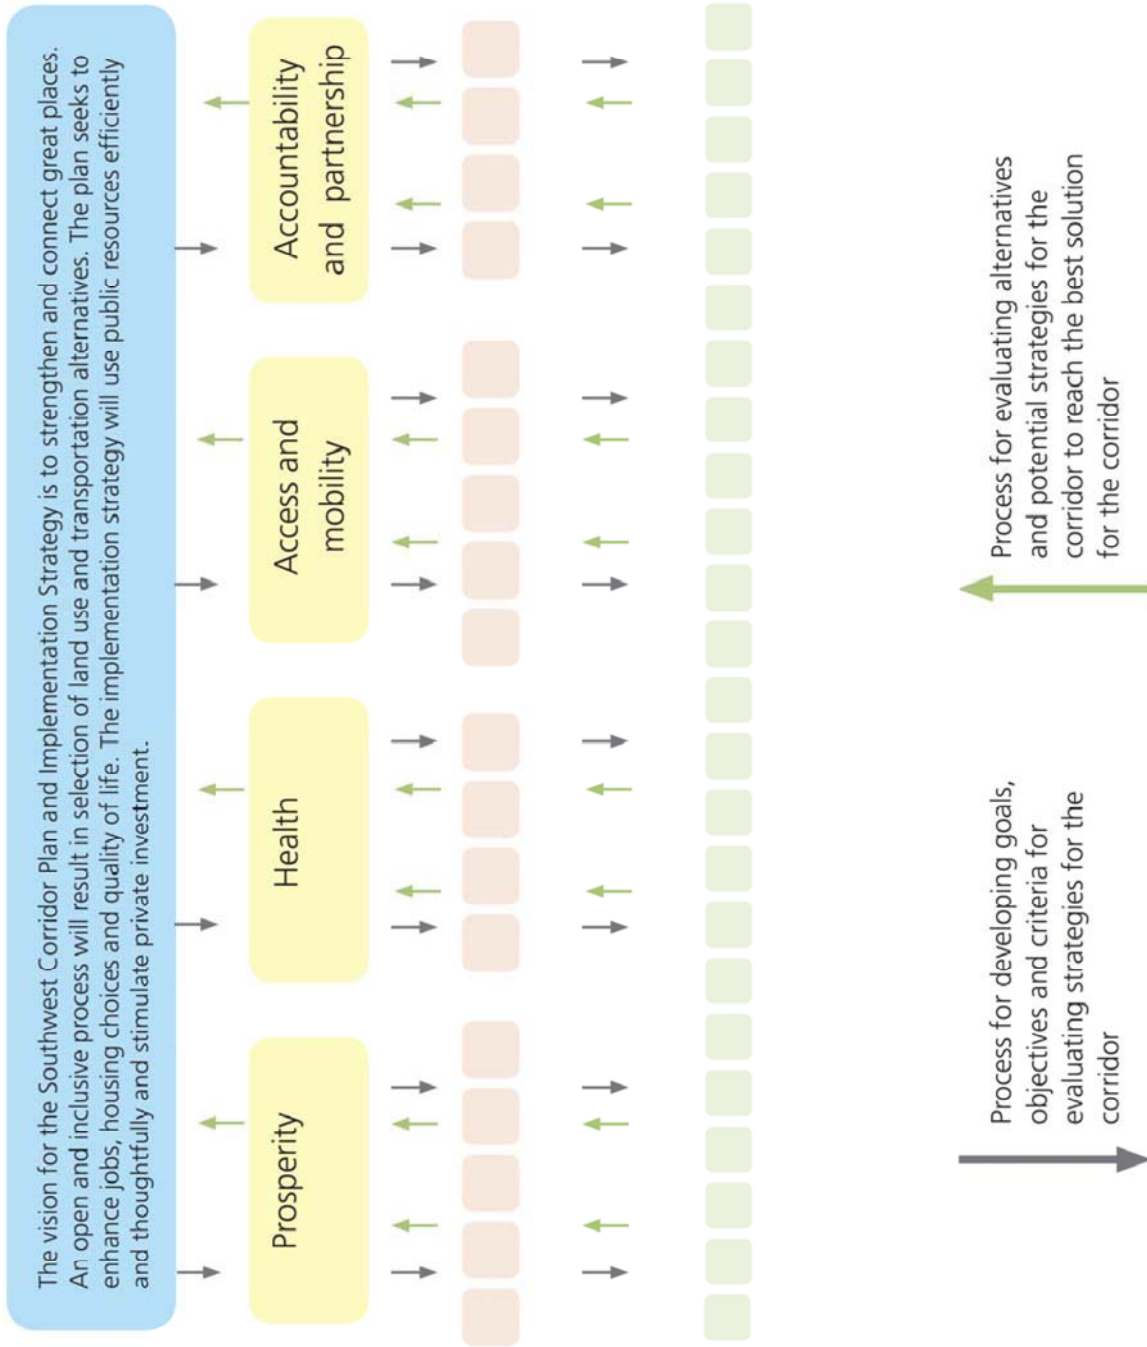 The vision for the Southwest Corridor Plan and Implementation Strategy is to strengthen and connect great places.
An open and inclusive process will result in selection of land use and transportation alternatives. The plan seeks to
enhance jobs, housing choices and quality of life. The implementation strategy will use public resources efficiently
and thoughtfully and stimulate private investment.
Prosperity
Health
Access and
mobility
Accountability
and partnership
Process for developing goals,
objectives and criteria for
evaluating strategies for the
corridor
Process for evaluating alternatives
and potential strategies for the
corridor to reach the best solution
for the corridor